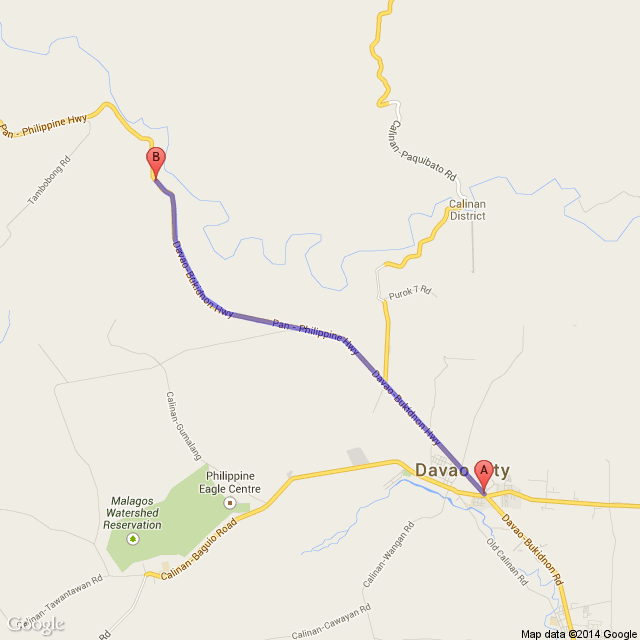 Pan - Philippine Hwy
B
Tambobong Rd
Calinan-Paquibato Rd
Calinan
District
Purok 7 Rd
Davao-Bukidnon Hwy
Pan - Philippine Hwy
Davao-Bukidnon Hwy
Calinan-Gumalang
A
Philippine
Eagle Centre
Malagos
Watershed
Reservation
Calinan-Baguio Road
Calinan-Wangan Rd
Old Calinan Rd
Davao-Bukidnon Rd
Calinan-Tawantawan Rd
Rd
Calinan-Cawayan Rd
Google
Map data ©2014 Google